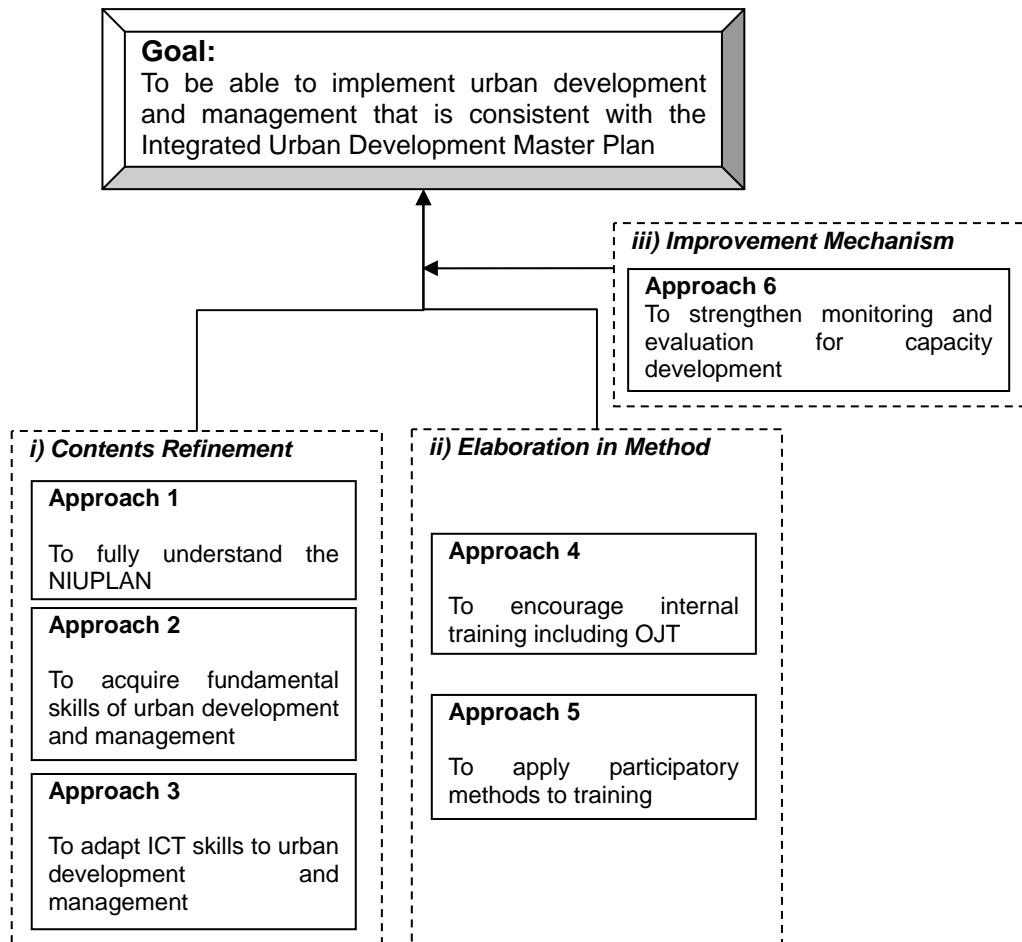 Goal:
To be able to implement urban development
and management that is consistent with the
Integrated Urban Development Master Plan
iii) Improvement Mechanism
Approach 6
To strengthen monitoring and
evaluation for capacity
development
i) Contents Refinement
Approach 1
To fully understand the
NIUPLAN
Approach 2
To acquire fundamental
skills of urban development
and management
Approach 3
To adapt ICT skills to urban
development and
management
ii) Elaboration in Method
Approach 4
To encourage internal
training including OJT
Approach 5
To apply participatory
methods to training